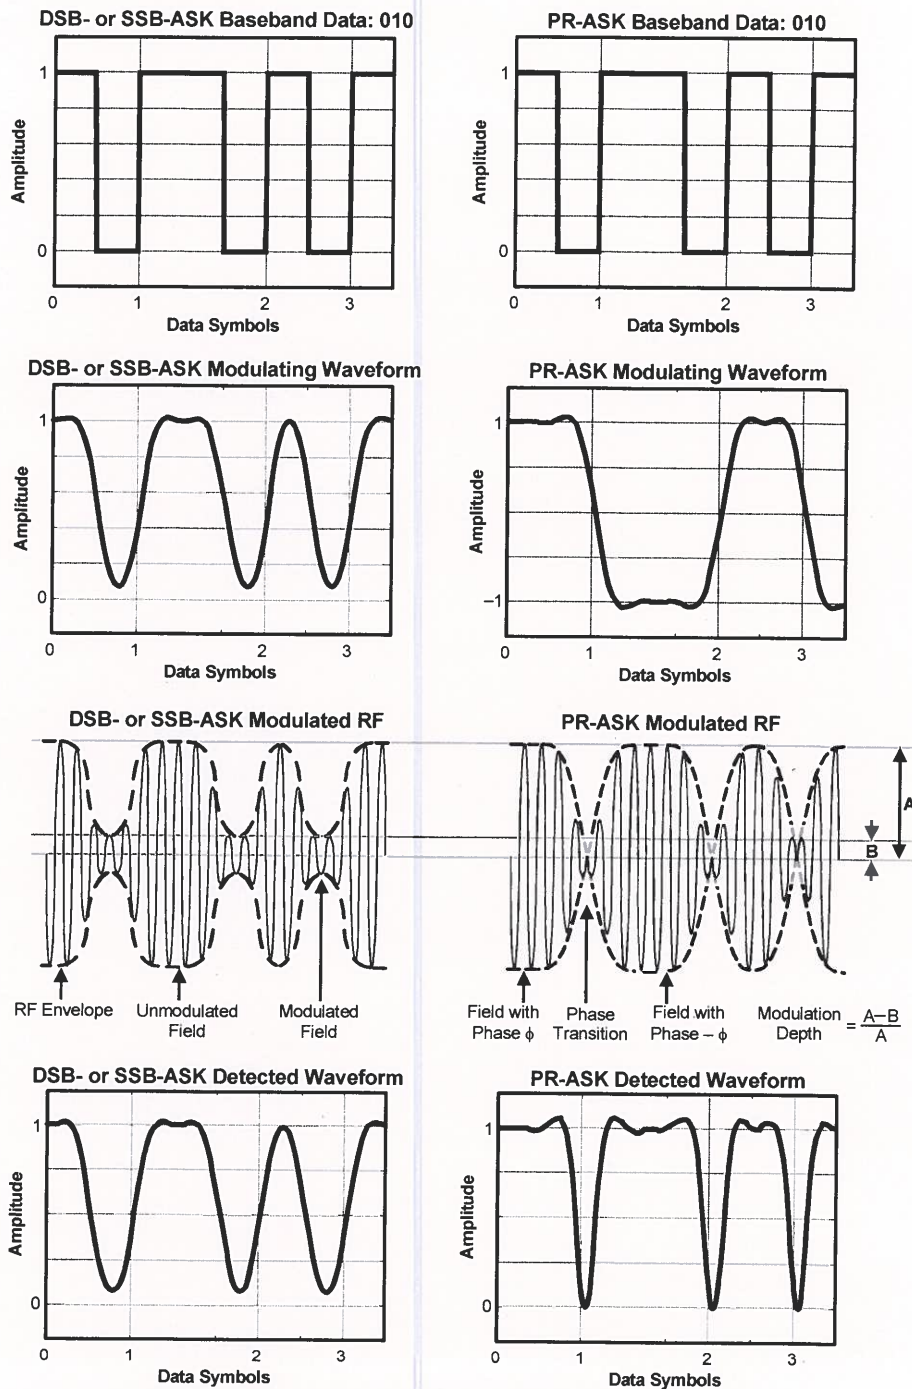 DSB- or SSB-ASK Baseband Data: 010
1
0
Amplitude
0 1 2 3
Data Symbols
PR-ASK Baseband Data: 010
1
0
Amplitude
0 1 2 3
Data Symbols
DSB- or SSB-ASK Modulating Waveform
1
0
Amplitude
0 1 2 3
Data Symbols
PR-ASK Modulating Waveform
1
–1
Amplitude
0 1 2 3
Data Symbols
DSB- or SSB-ASK Modulated RF
RF Envelope
Unmodulated
Field
Modulated
Field
PR-ASK Modulated RF
A
B
Field with
Phase ϕ
Phase
Transition
Field with
Phase – ϕ
Modulation
Depth
= A–B
A
DSB- or SSB-ASK Detected Waveform
1
0
Amplitude
0 1 2 3
Data Symbols
PR-ASK Detected Waveform
1
0
Amplitude
0 1 2 3
Data Symbols